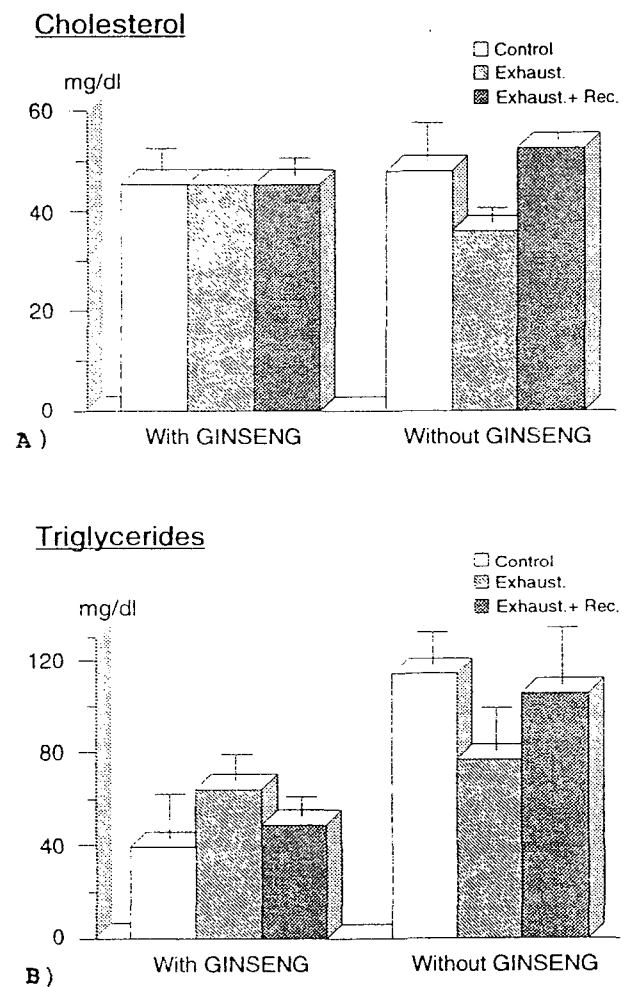 Cholesterol
Control
Exhaust.
Exhaust.+ Rec.
mg/dl
60
40
20
0
With GINSENG
Without GINSENG
A)
Triglycerides
Control
Exhaust.
Exhaust.+ Rec.
mg/dl
120
80
40
0
With GINSENG
Without GINSENG
B)